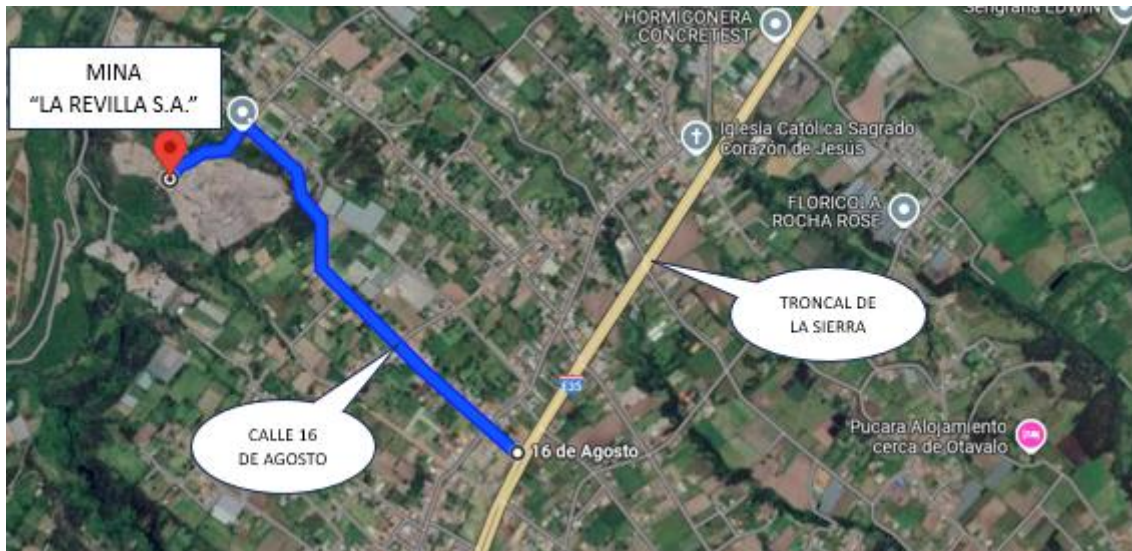 HORMIGONERA
CONCRETEST
MINA
“LA REVILLA S.A.”
Iglesia Católica Sagrado
Corazón de Jesús
FLORICOLA
ROCHA ROSE
TRONCAL DE
LA SIERRA
E35
CALLE 16
DE AGOSTO
16 de Agosto
Pucara Alojamiento
cerca de Otavalo